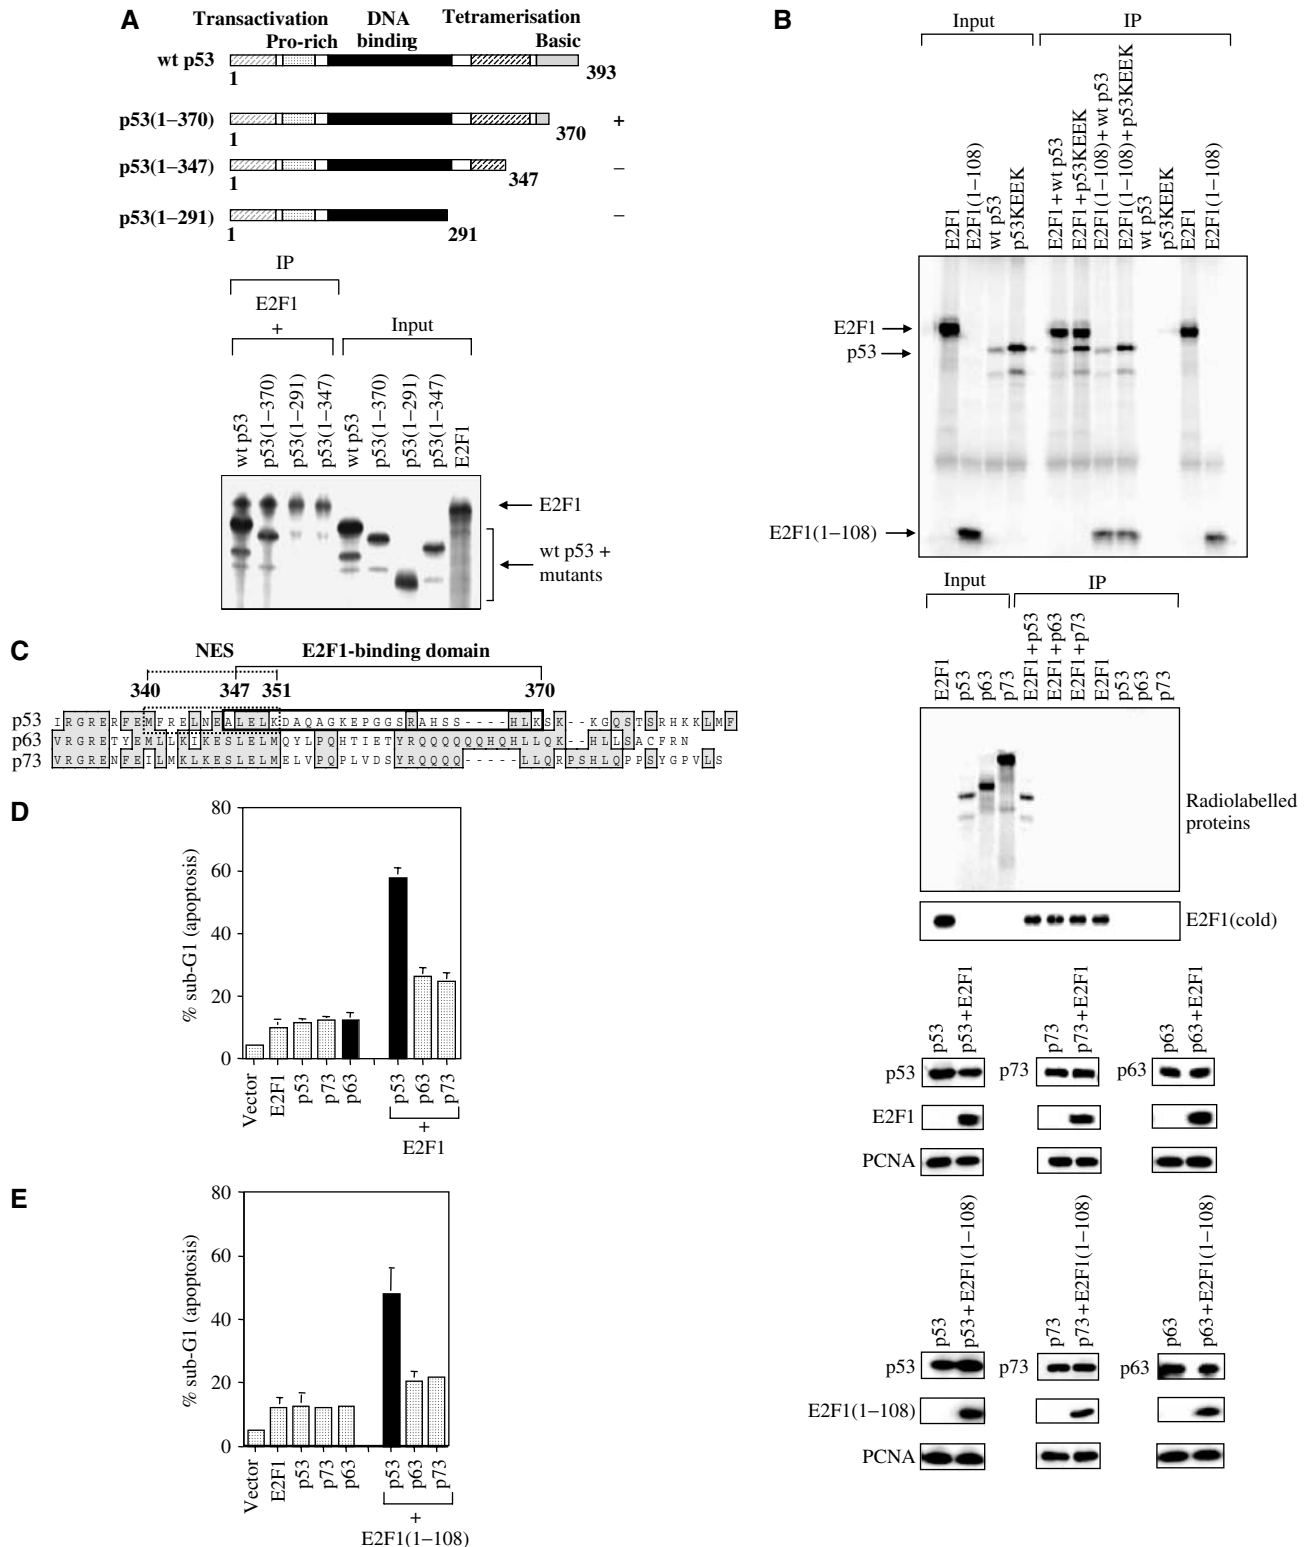 A
Transactivation
DNA
Tetramerisation
Pro-rich
binding
Basic
wt p53
1
393
p53(1–370)
+
1
370
p53(1–347)
–
1
347
p53(1–291)
–
1
291
IP
E2F1
+
Input
wt p53
p53(1–370)
p53(1–291)
p53(1–347)
wt p53
p53(1–370)
p53(1–291)
p53(1–347)
E2F1
E2F1
wt p53 +
mutants
B
Input
IP
E2F1
E2F1(1–108)
wt p53
p53KEEK
E2F1+wt p53
E2F1+p53KEEK
E2F1(1–108)+wt p53
E2F1(1–108)+p53KEEK
wt p53
p53KEEK
E2F1
E2F1(1–108)
E2F1
p53
E2F1(1–108)
Input
IP
E2F1
p53
p63
p73
E2F1+p53
E2F1+p63
E2F1+p73
E2F1
p53
p63
p73
Radiolabelled
proteins
E2F1(cold)
p53
p53+E2F1
p73
p73+E2F1
p63
p63+E2F1
p53
p73
p63
E2F1
PCNA
p53
p53+E2F1(1–108)
p73
p73+E2F1(1–108)
p63
p63+E2F1(1–108)
p53
p73
p63
E2F1(1–108)
PCNA
C
NES
E2F1-binding domain
340
347
351
370
p53 IRGRERFEMFRELNEALELKDAQAGKEPGGSRAHSS----HLKSK--KGQSTSRHKKLMF
p63 VRGRETYEMLLKIKESLELMQYLPQHTIETYRQQQQQQHQHLLQK--HLLSACFRN
p73 VRGRENFEILMKLKESLELMELVPQPLVDSYRQQQQ-----LLQRPSHLQPPSYGPVLS
D
% sub-G1 (apoptosis)
80
60
40
20
0
Vector
E2F1
p53
p73
p63
p53
p63
p73
+
E2F1
E
% sub-G1 (apoptosis)
80
60
40
20
0
Vector
E2F1
p53
p73
p63
p53
p63
p73
+
E2F1(1–108)